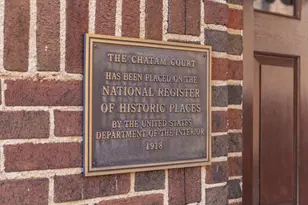 THE CHATAM COURT
HAS BEEN PLACED ON THE
NATIONAL REGISTER
OF HISTORIC PLACES
BY THE UNITED STATES
DEPARTMENT OF THE INTERIOR
1918